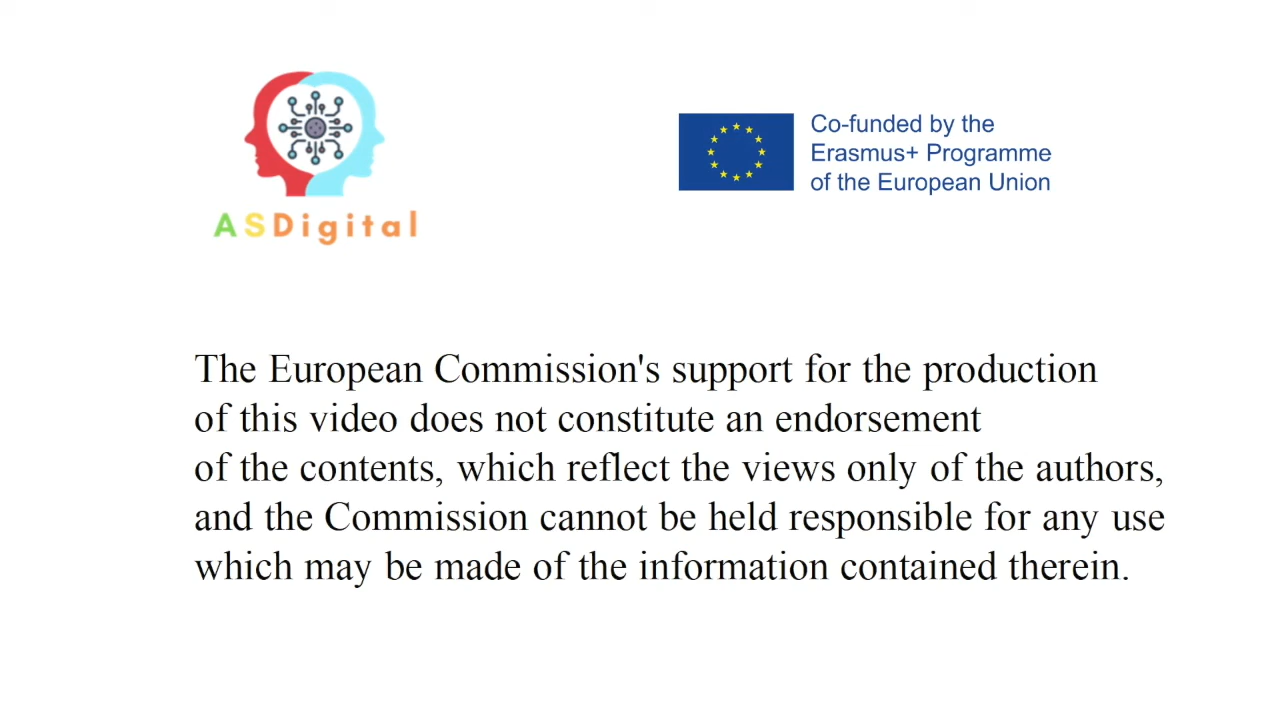 ASDigital
Co-funded by the
Erasmus+ Programme
of the European Union
The European Commission's support for the production
of this video does not constitute an endorsement
of the contents, which reflect the views only of the authors,
and the Commission cannot be held responsible for any use
which may be made of the information contained therein.